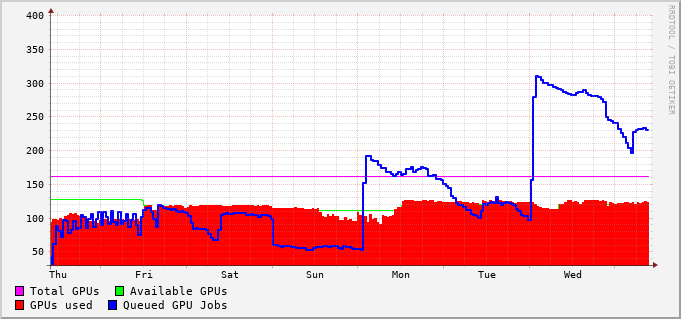 400
350
300
250
200
150
100
50
Thu Fri Sat Sun Mon Tue Wed
Total GPUs Available GPUs
GPUs used Queued GPU Jobs
RRDTOOL / TOBI OETIKER